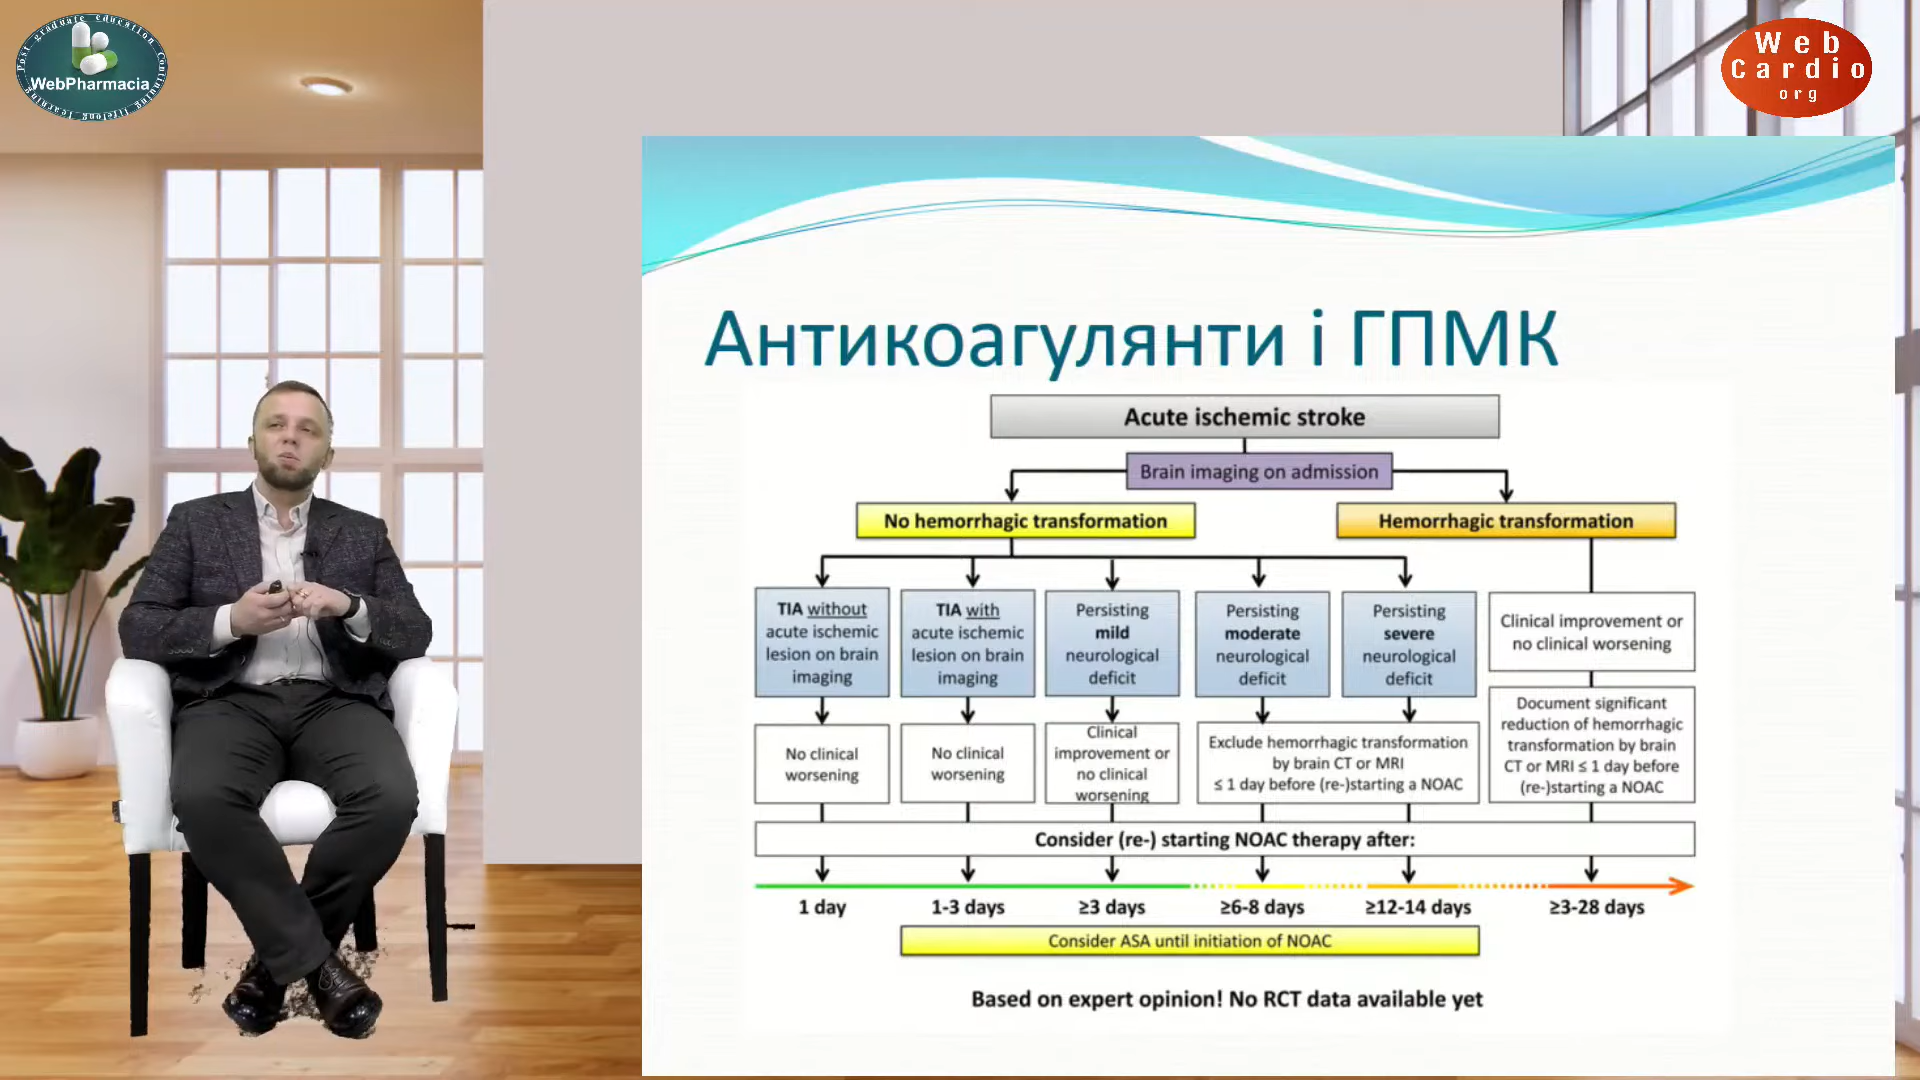 Post graduate education Continuing lifelong learning
WebPharmacia
Web
Cardio
org
Антикоагулянти і ГПМК
Acute ischemic stroke
Brain imaging on admission
No hemorrhagic transformation
Hemorrhagic transformation
TIA without
acute ischemic
lesion on brain
imaging
TIA with
acute ischemic
lesion on brain
imaging
Persisting
mild
neurological
deficit
Persisting
moderate
neurological
deficit
Persisting
severe
neurological
deficit
Clinical improvement or
no clinical worsening
No clinical
worsening
No clinical
worsening
Clinical
improvement or
no clinical
worsening
Exclude hemorrhagic transformation
by brain CT or MRI
≤ 1 day before (re-)starting a NOAC
Document significant
reduction of hemorrhagic
transformation by brain
CT or MRI ≤ 1 day before
(re-)starting a NOAC
Consider (re-) starting NOAC therapy after:
1 day
1-3 days
≥3 days
≥6-8 days
≥12-14 days
≥3-28 days
Consider ASA until initiation of NOAC
Based on expert opinion! No RCT data available yet